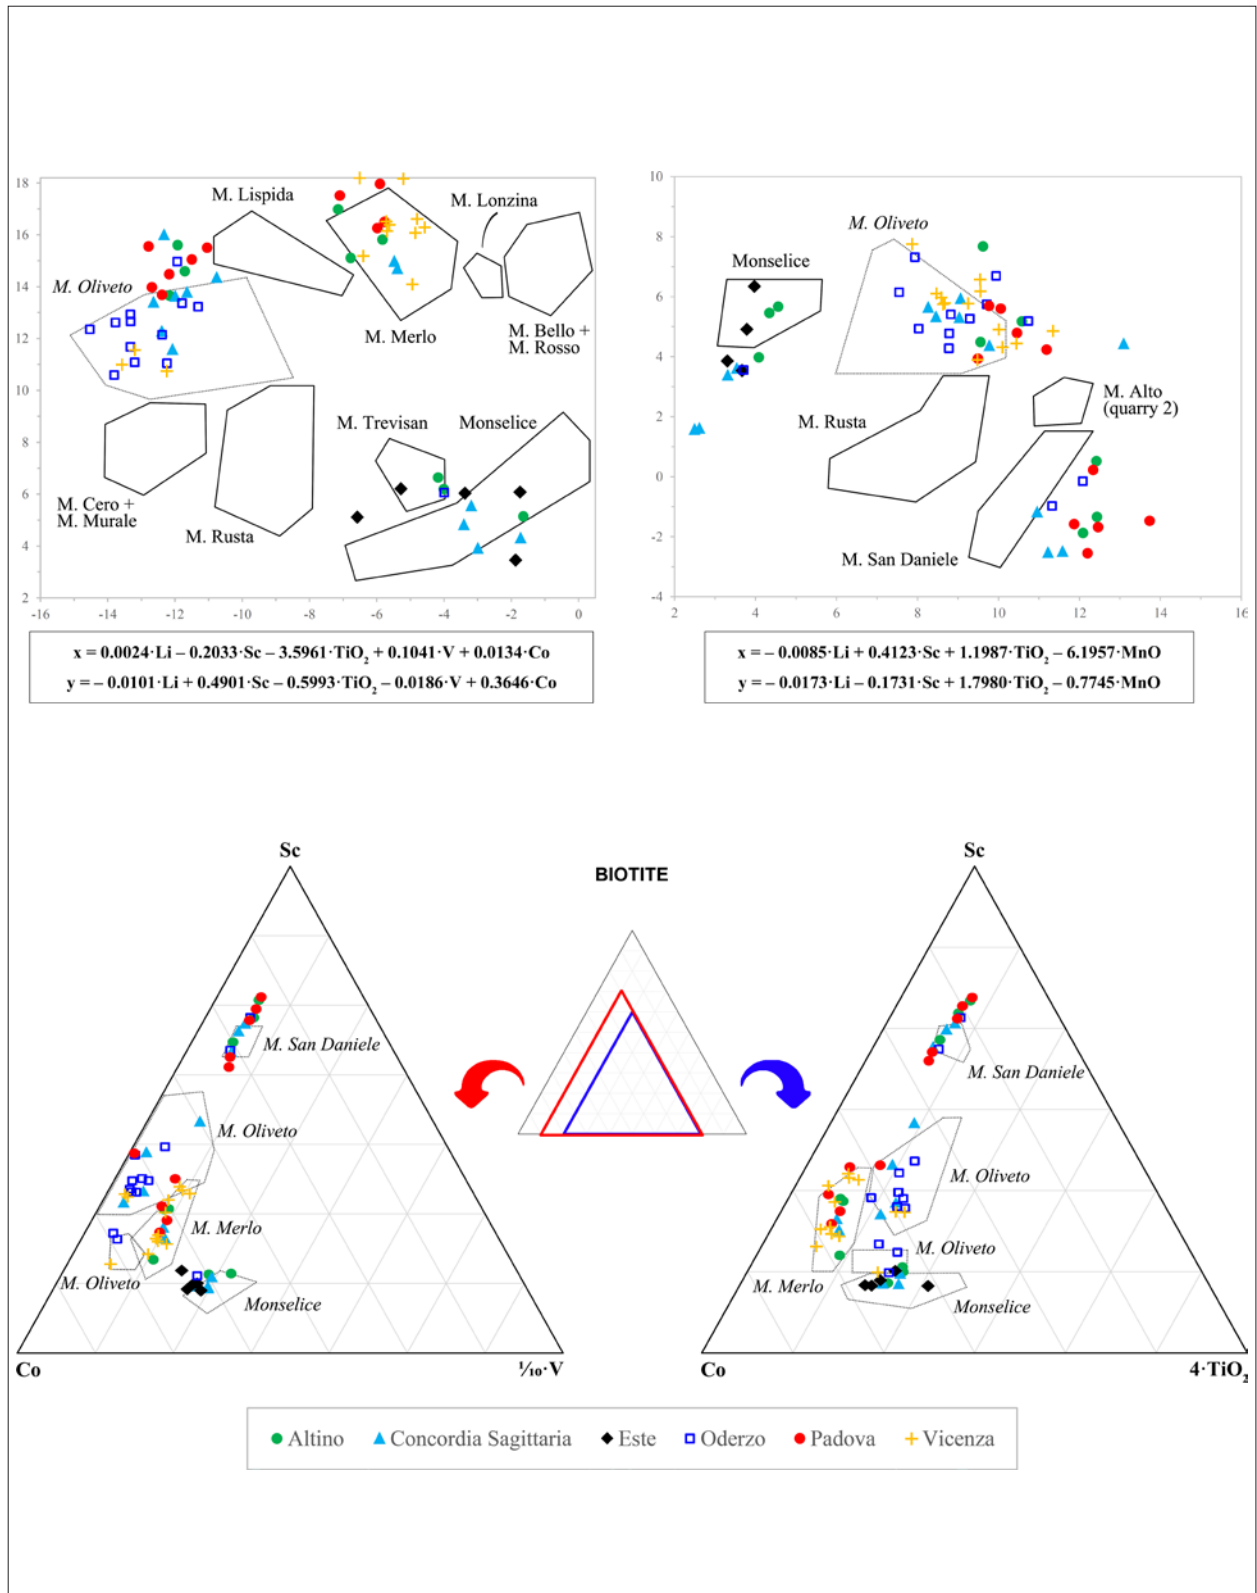 18
16
14
12
10
8
6
4
2
-16
-14
-12
-10
-8
-6
-4
-2
0
M. Lispida
M. Lonzina
M. Oliveto
M. Merlo
M. Bello +
M. Rosso
M. Trevisan
Monselice
M. Cero +
M. Murale
M. Rusta
x = 0.0024·Li – 0.2033·Sc – 3.5961·TiO₂ + 0.1041·V + 0.0134·Co
y = – 0.0101·Li + 0.4901·Sc – 0.5993·TiO₂ – 0.0186·V + 0.3646·Co
10
8
6
4
2
0
-2
-4
2
4
6
8
10
12
14
16
M. Oliveto
Monselice
M. Alto
(quarry 2)
M. Rusta
M. San Daniele
x = – 0.0085·Li + 0.4123·Sc + 1.1987·TiO₂ – 6.1957·MnO
y = – 0.0173·Li – 0.1731·Sc + 1.7980·TiO₂ – 0.7745·MnO
Sc
M. San Daniele
M. Oliveto
M. Merlo
M. Oliveto
Monselice
Co
¹⁄₁₀·V
BIOTITE
Sc
M. San Daniele
M. Oliveto
M. Oliveto
M. Merlo
Monselice
Co
4·TiO₂
Altino
Concordia Sagittaria
Este
Oderzo
Padova
Vicenza